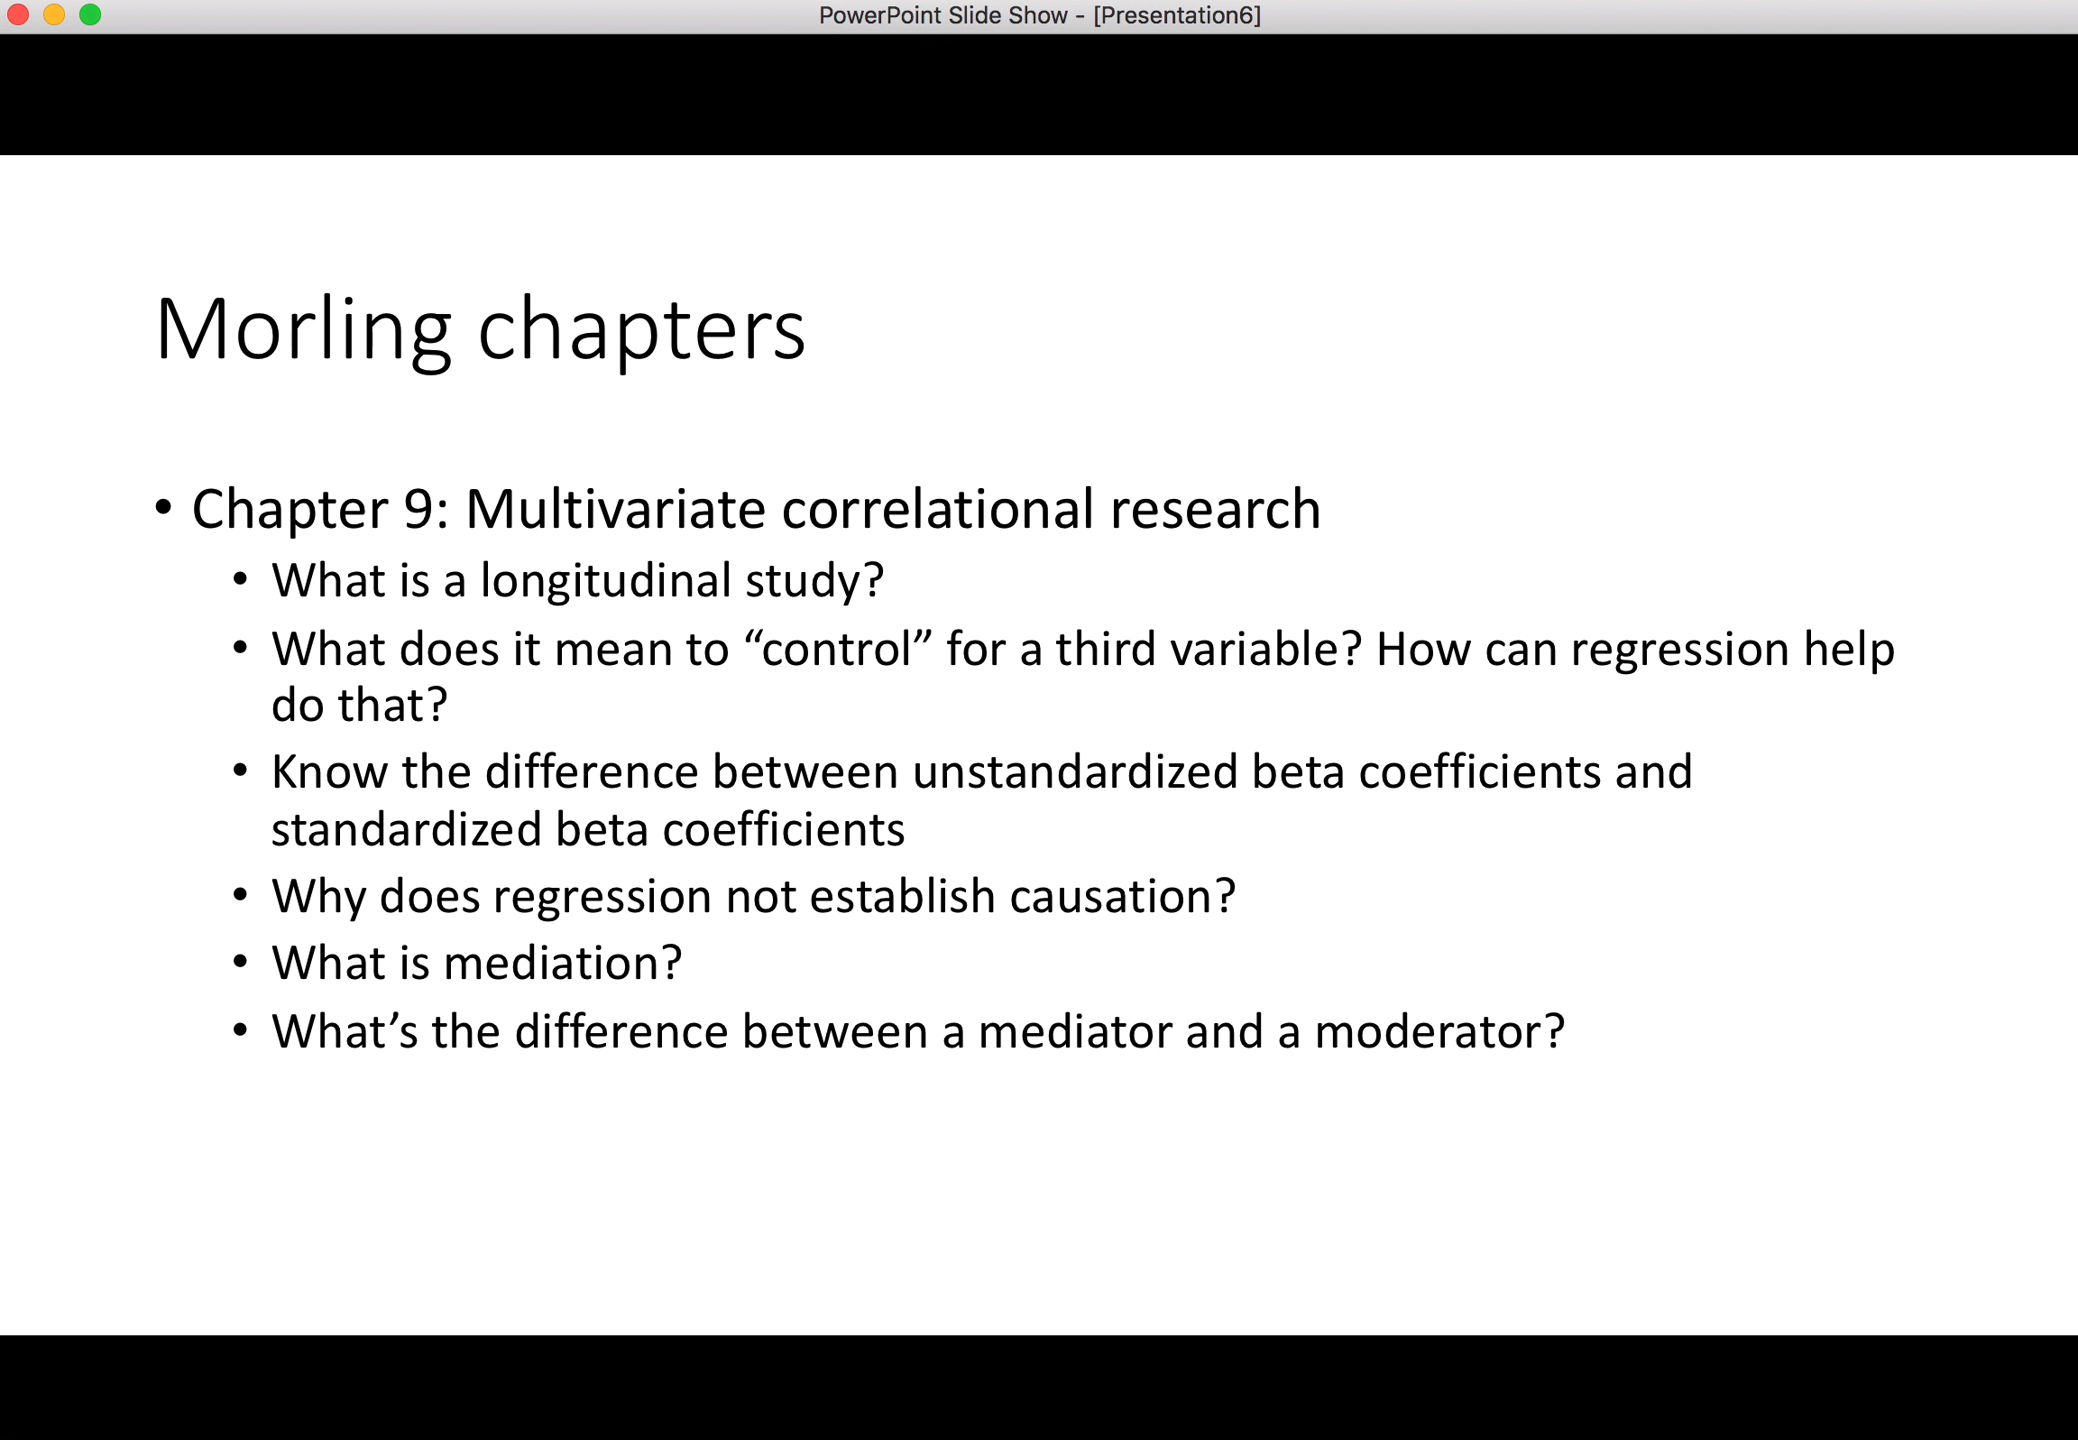 PowerPoint Slide Show - [Presentation6]
Morling chapters
• Chapter 9: Multivariate correlational research
• What is a longitudinal study?
• What does it mean to “control” for a third variable? How can regression help
do that?
• Know the difference between unstandardized beta coefficients and
standardized beta coefficients
• Why does regression not establish causation?
• What is mediation?
• What’s the difference between a mediator and a moderator?